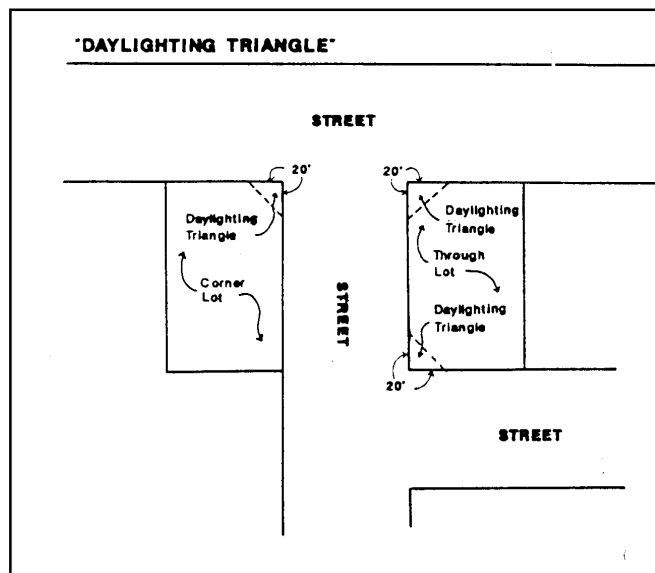 "DAYLIGHTING TRIANGLE"
STREET
20'
20'
Daylighting
Triangle
Corner
Lot
STREET
Daylighting
Triangle
Through
Lot
Daylighting
Triangle
20'
STREET